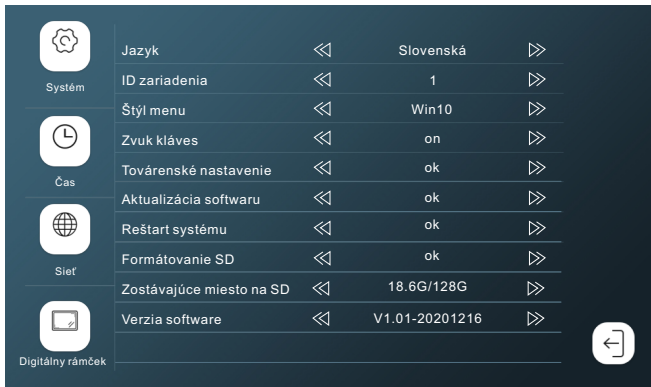 Systém
Čas
Sieť
Digitálny rámček
Jazyk Slovenská
ID zariadenia 1
Štýl menu Win10
Zvuk kláves on
Továrenské nastavenie ok
Aktualizácia softwaru ok
Reštart systému ok
Formátovanie SD ok
Zostávajúce miesto na SD 18.6G/128G
Verzia software V1.01-20201216